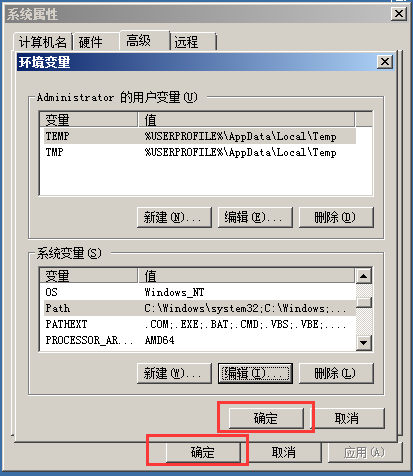 系统属性
计算机名 硬件 高级 远程
环境变量
Administrator 的用户变量(U)
变量 值
TEMP %USERPROFILE%\AppData\Local\Temp
TMP %USERPROFILE%\AppData\Local\Temp
新建(N)... 编辑(E)... 删除(D)
系统变量(S)
变量 值
OS Windows_NT
Path C:\Windows\system32;C:\Windows;...
PATHEXT .COM;.EXE;.BAT;.CMD;.VBS;.VBE;....
PROCESSOR_AR... AMD64
新建(W)... 编辑(I)... 删除(L)
确定 取消
确定 取消 应用(A)